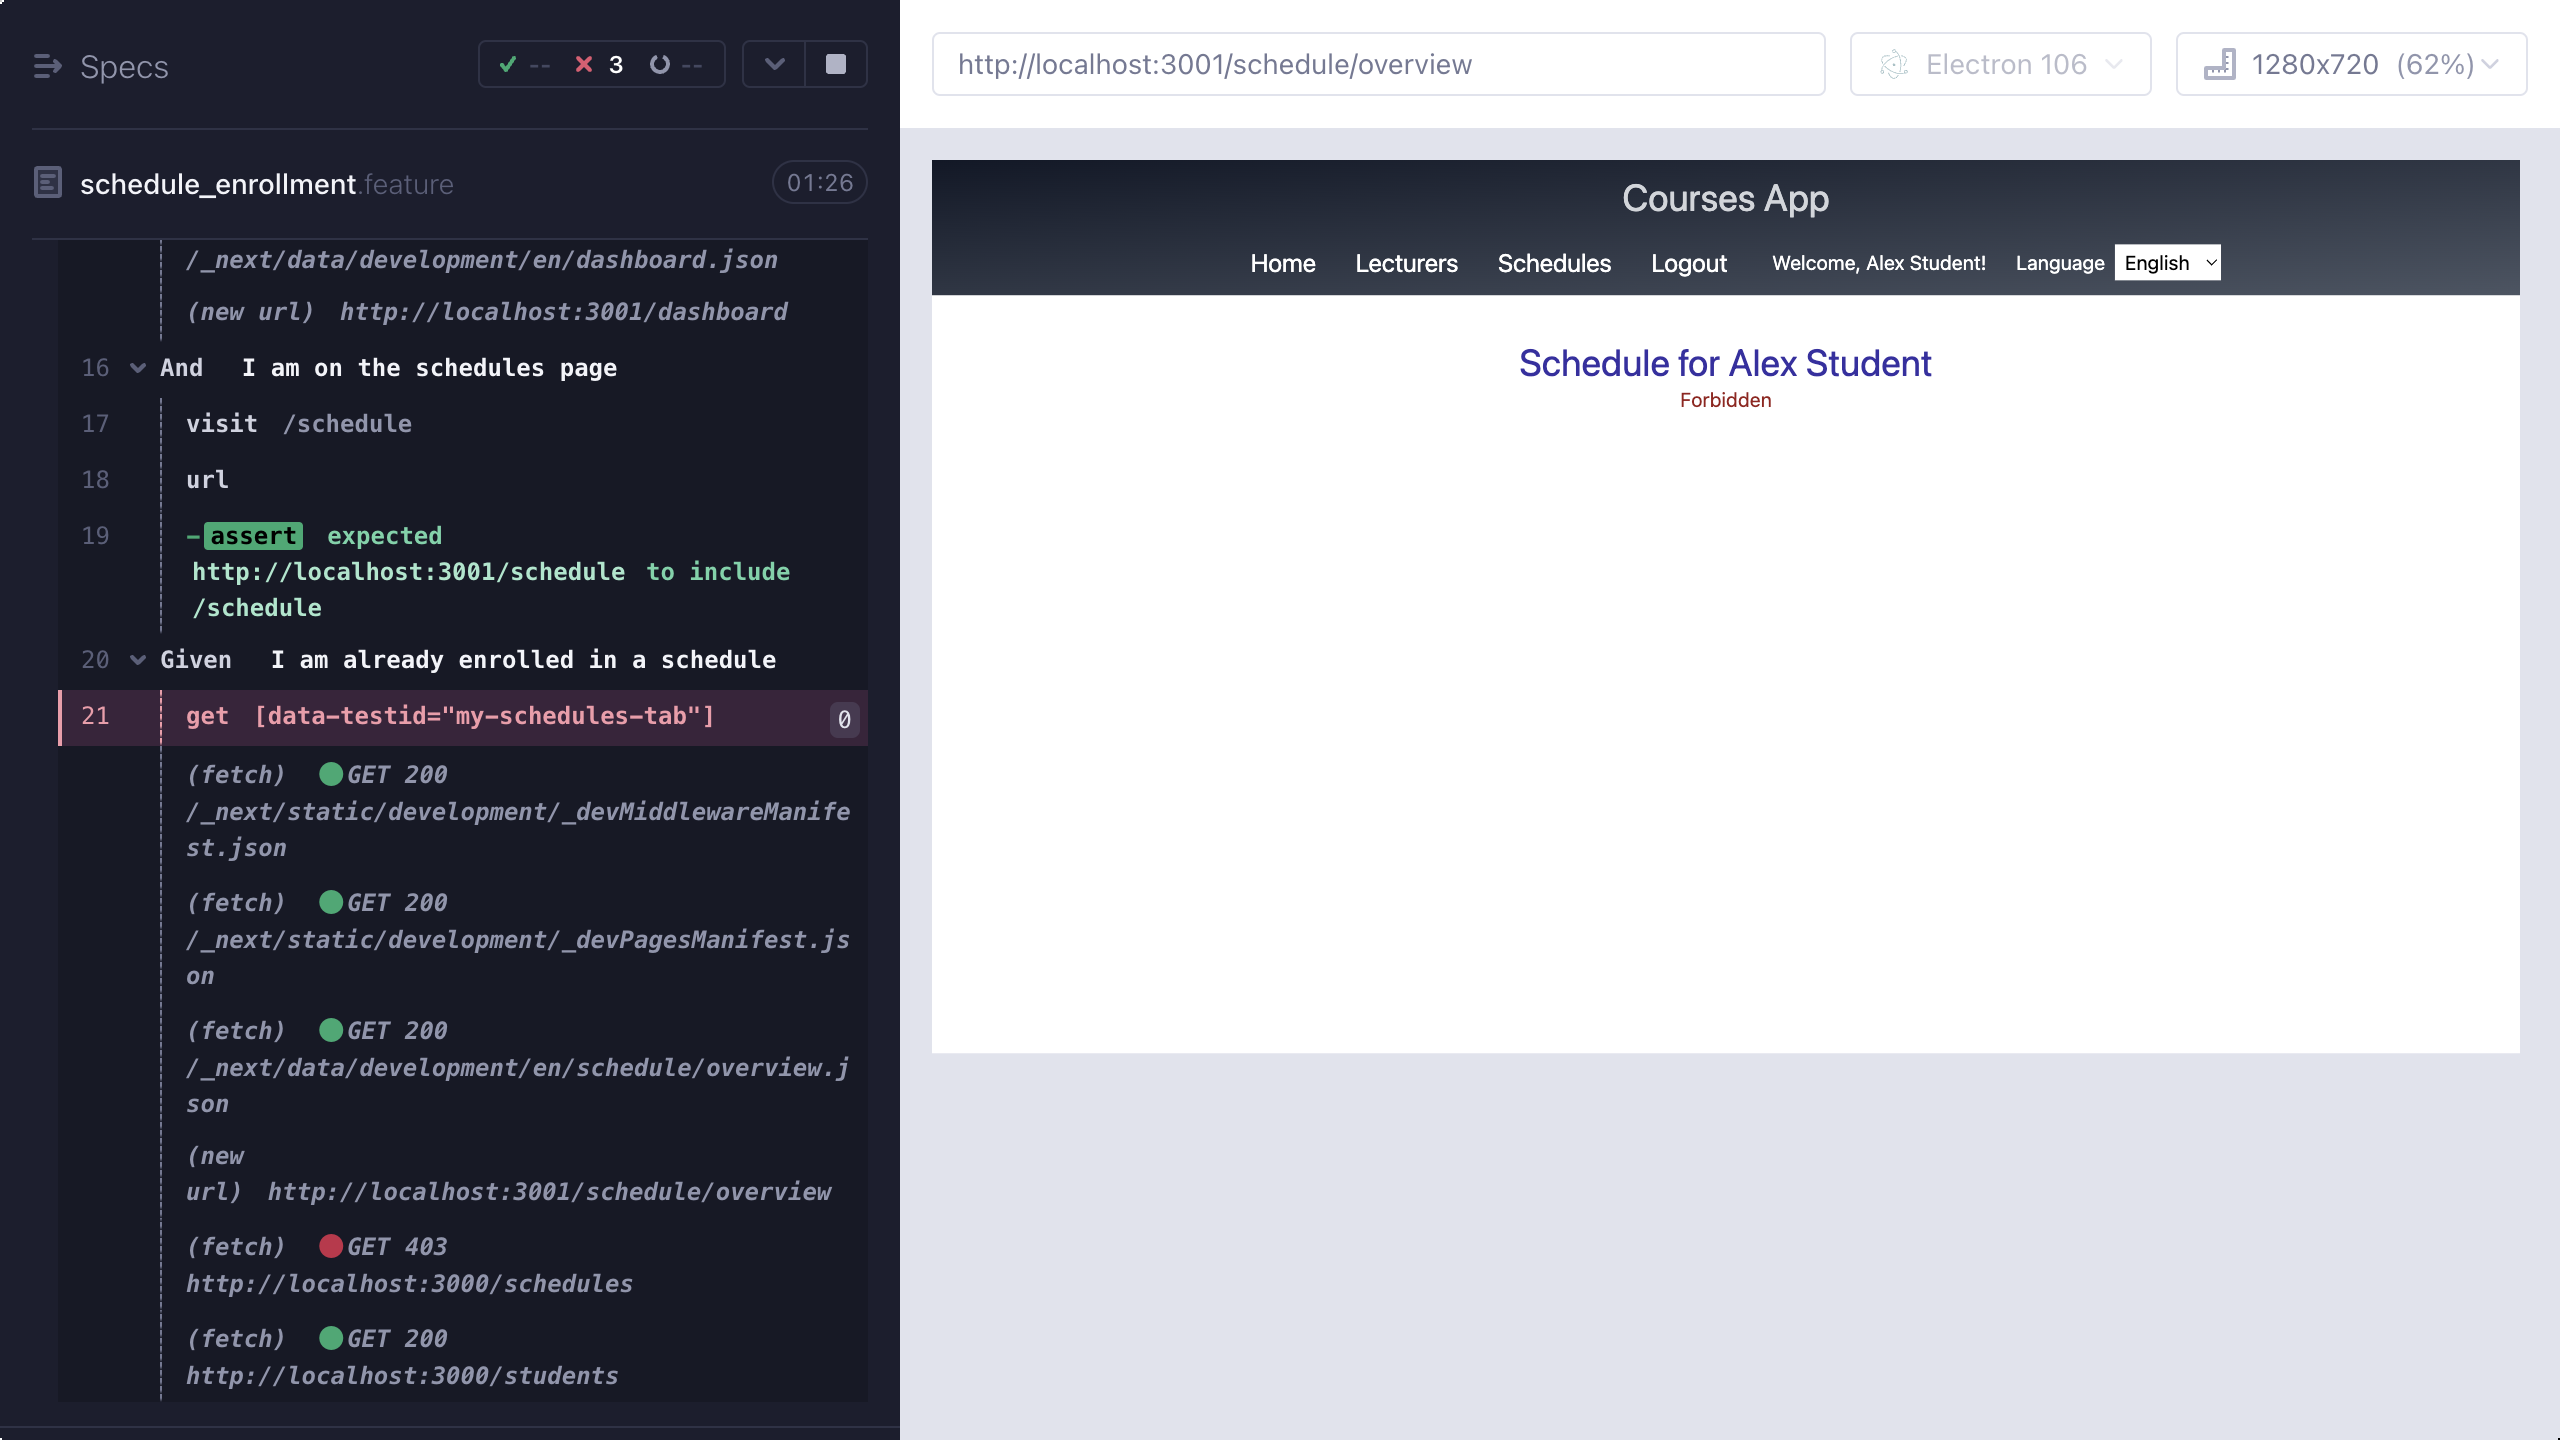 Specs
-- 3 --
schedule_enrollment.feature
01:26
/_next/data/development/en/dashboard.json
(new url) http://localhost:3001/dashboard
16 And I am on the schedules page
17 visit /schedule
18 url
19 -assert expected
http://localhost:3001/schedule to include
/schedule
20 Given I am already enrolled in a schedule
21 get [data-testid="my-schedules-tab"] 0
(fetch) GET 200
/_next/static/development/_devMiddlewareManife
st.json
(fetch) GET 200
/_next/static/development/_devPagesManifest.js
on
(fetch) GET 200
/_next/data/development/en/schedule/overview.j
son
(new
url) http://localhost:3001/schedule/overview
(fetch) GET 403
http://localhost:3000/schedules
(fetch) GET 200
http://localhost:3000/students
http://localhost:3001/schedule/overview
Electron 106
1280x720 (62%)
Courses App
Home Lecturers Schedules Logout Welcome, Alex Student! Language English
Schedule for Alex Student
Forbidden